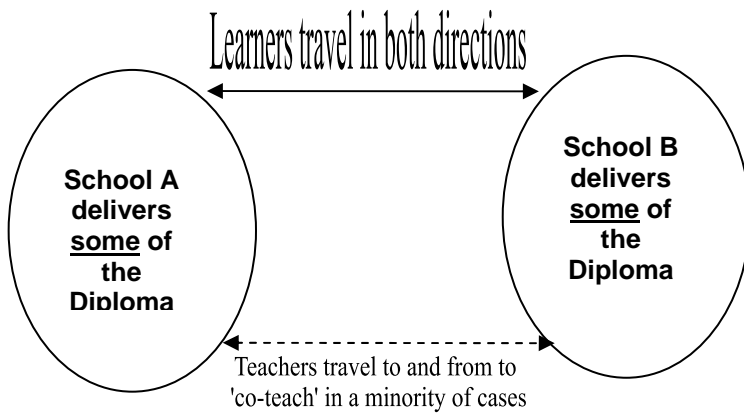 Learners travel in both directions
School A
delivers
some of
the
Diploma
School B
delivers
some of
the
Diploma
Teachers travel to and from to
'co-teach' in a minority of cases